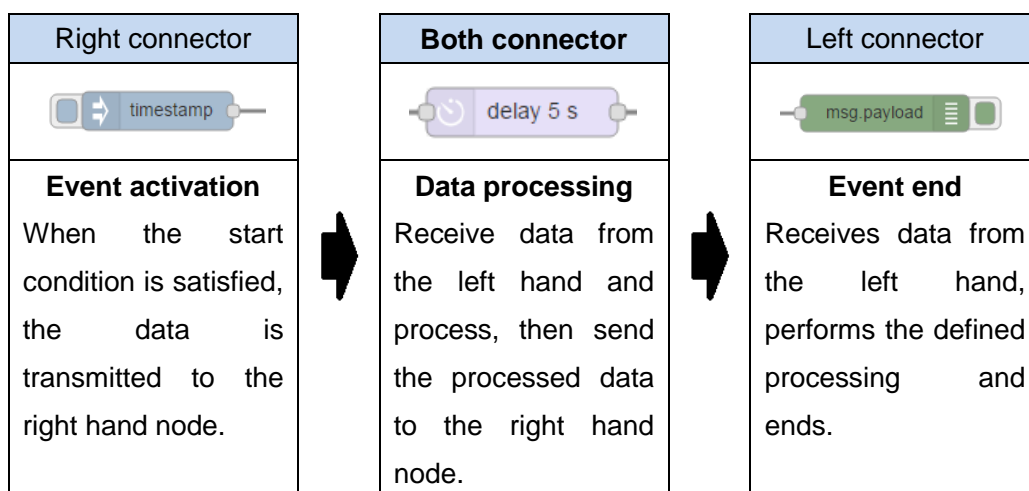 Right connector
timestamp
Event activation
When the start
condition is satisfied,
the data is
transmitted to the
right hand node.
Both connector
delay 5 s
Data processing
Receive data from
the left hand and
process, then send
the processed data
to the right hand
node.
Left connector
msg.payload
Event end
Receives data from
the left hand,
performs the defined
processing and
ends.